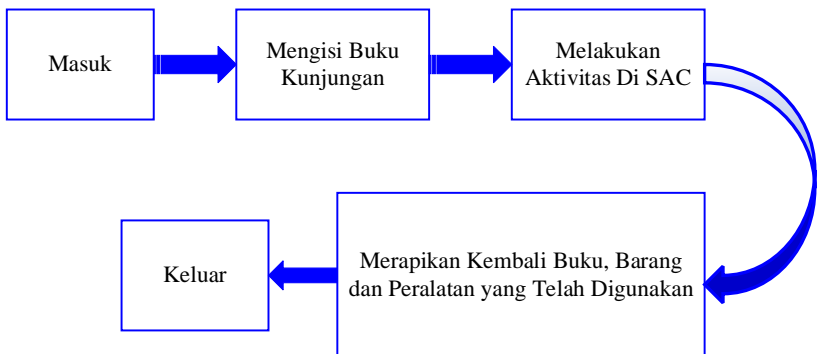 Masuk
Mengisi Buku
Kunjungan
Melakukan
Aktivitas Di SAC
Merapikan Kembali Buku, Barang
dan Peralatan yang Telah Digunakan
Keluar